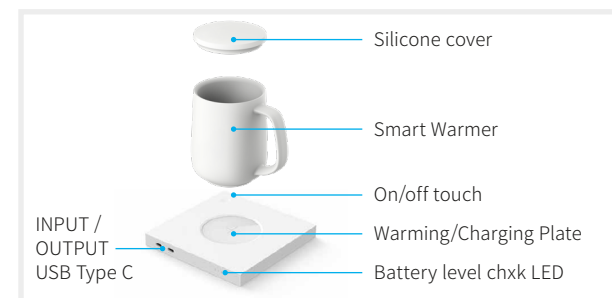 Silicone cover
Smart Warmer
On/off touch
INPUT /
OUTPUT
USB Type C
Warming/Charging Plate
Battery level chxk LED